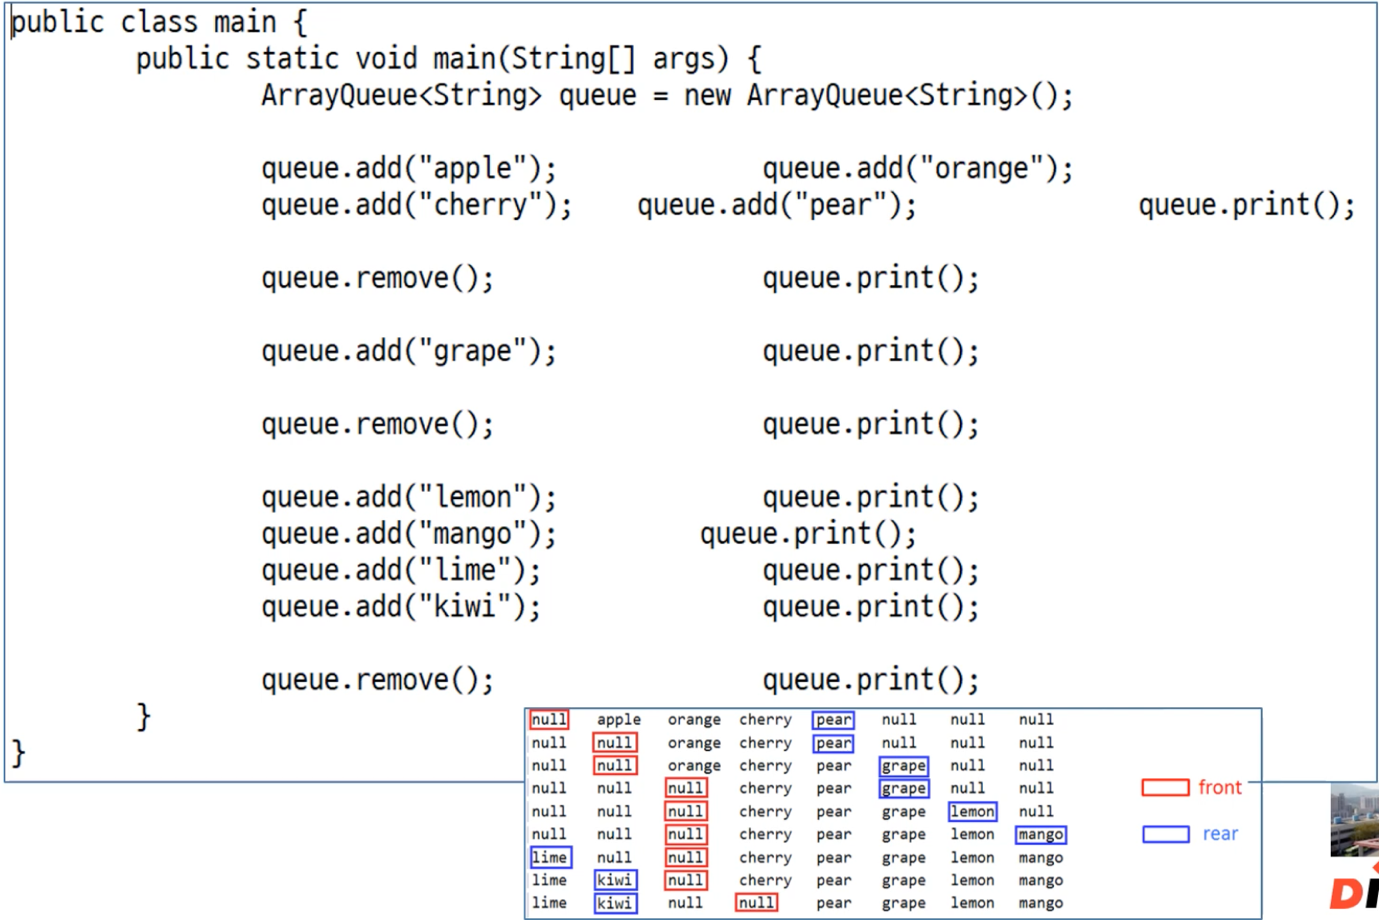 public class main {
public static void main(String[] args) {
ArrayQueue<String> queue = new ArrayQueue<String>();
queue.add("apple"); queue.add("orange");
queue.add("cherry"); queue.add("pear"); queue.print();
queue.remove(); queue.print();
queue.add("grape"); queue.print();
queue.remove(); queue.print();
queue.add("lemon"); queue.print();
queue.add("mango"); queue.print();
queue.add("lime"); queue.print();
queue.add("kiwi"); queue.print();
queue.remove(); queue.print();
}
}
null apple orange cherry pear null null null
null null orange cherry pear null null null
null null orange cherry pear grape null null
null null null cherry pear grape null null
null null null cherry pear grape lemon null
null null null cherry pear grape lemon mango
lime null null cherry pear grape lemon mango
lime kiwi null cherry pear grape lemon mango
lime kiwi null null pear grape lemon mango
front
rear